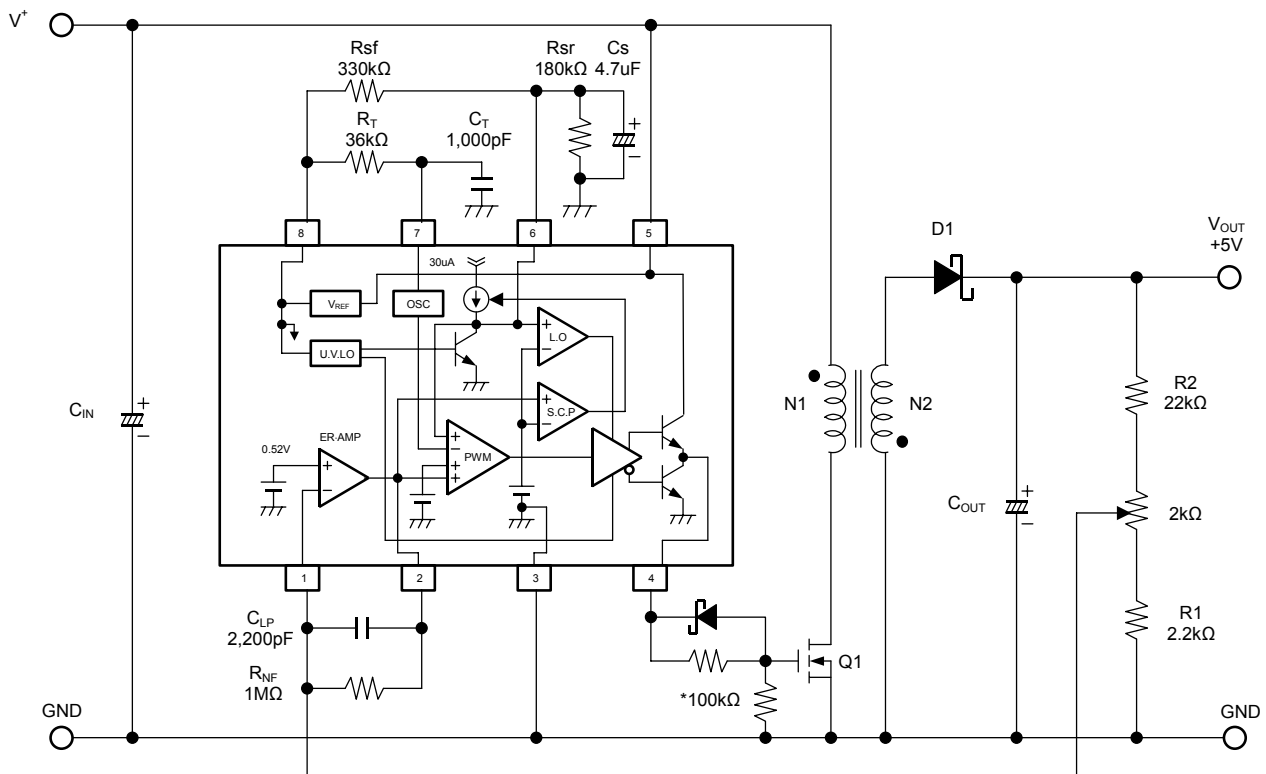 V+
Rsf
330kΩ
Rsr
180kΩ
Cs
4.7uF
RT
36kΩ
CT
1,000pF
+
−
8
7
6
5
30uA
VREF
OSC
U.V.LO
+
−
L.O
+
−
S.C.P
0.52V
ER·AMP
+
−
+
−
+
+
PWM
1
2
3
4
CIN
+
−
CLP
2,200pF
RNF
1MΩ
*100kΩ
Q1
N1
N2
D1
VOUT
+5V
R2
22kΩ
COUT
+
−
2kΩ
R1
2.2kΩ
GND
GND